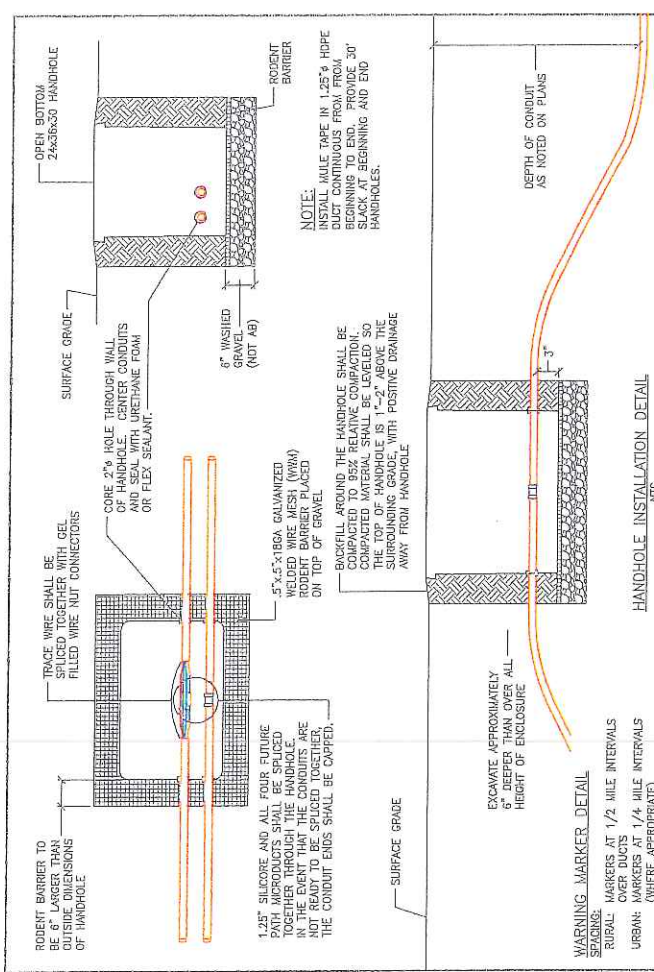 RODENT BARRIER TO
BE 6" LARGER THAN
OUTSIDE DIMENSIONS
OF HANDHOLE
TRACE WIRE SHALL BE
SPLICED TOGETHER WITH GEL
FILLED WIRE NUT CONNECTORS
CORE 2"ø HOLE THROUGH WALL
OF HANDHOLE. CENTER CONDUITS
AND SEAL WITH URETHANE FOAM
OR FLEX SEALANT.
SURFACE GRADE
OPEN BOTTOM
24x36x30 HANDHOLE
RODENT
BARRIER
6" WASHED
GRAVEL
(NOT AB)
1.25" SILICORE AND ALL FOUR FUTURE
PATH MICRODUCTS SHALL BE SPLICED
TOGETHER THROUGH THE HANDHOLE.
IN THE EVENT THAT THE CONDUITS ARE
NOT READY TO BE SPLICED TOGETHER,
THE CONDUIT ENDS SHALL BE CAPPED.
.5"x.5"x18GA GALVANIZED
WELDED WIRE MESH (WWM)
RODENT BARRIER PLACED
ON TOP OF GRAVEL
NOTE:
INSTALL MULE TAPE IN 1.25"ø HDPE
DUCT CONTINUOUS FROM FROM
BEGINNING TO END. PROVIDE 30'
SLACK AT BEGINNING AND END
HANDHOLES.
SURFACE GRADE
BACKFILL AROUND THE HANDHOLE SHALL BE
COMPACTED TO 95% RELATIVE COMPACTION.
COMPACTED MATERIAL SHALL BE LEVELED SO
THE TOP OF HANDHOLE IS 1"-2" ABOVE THE
SURROUNDING GRADE, WITH POSITIVE DRAINAGE
AWAY FROM HANDHOLE
DEPTH OF CONDUIT
AS NOTED ON PLANS
EXCAVATE APPROXIMATELY
6" DEEPER THAN OVER ALL
HEIGHT OF ENCLOSURE
3"
WARNING MARKER DETAIL
SPACING:
RURAL: MARKERS AT 1/2 MILE INTERVALS
OVER DUCTS
URBAN: MARKERS AT 1/4 MILE INTERVALS
(WHERE APPROPRIATE)
HANDHOLE INSTALLATION DETAIL
NTS